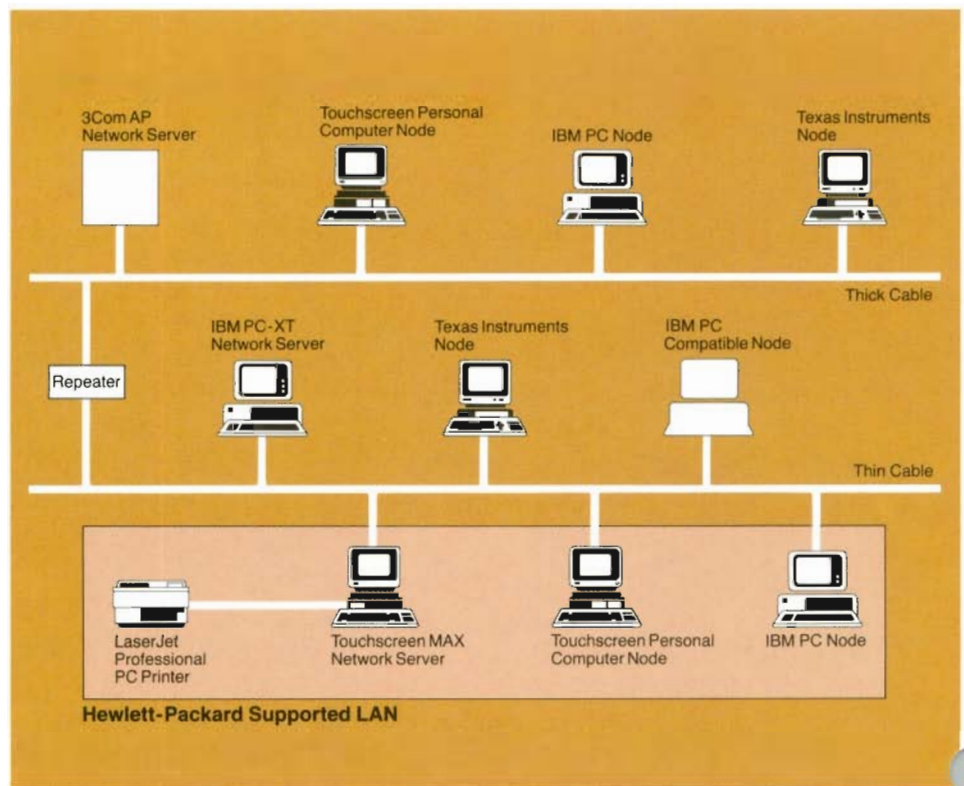 3Com AP
Network Server
Touchscreen Personal
Computer Node
IBM PC Node
Texas Instruments
Node
Thick Cable
Repeater
IBM PC-XT
Network Server
Texas Instruments
Node
IBM PC
Compatible Node
Thin Cable
LaserJet
Professional
PC Printer
Touchscreen MAX
Network Server
Touchscreen Personal
Computer Node
IBM PC Node
Hewlett-Packard Supported LAN